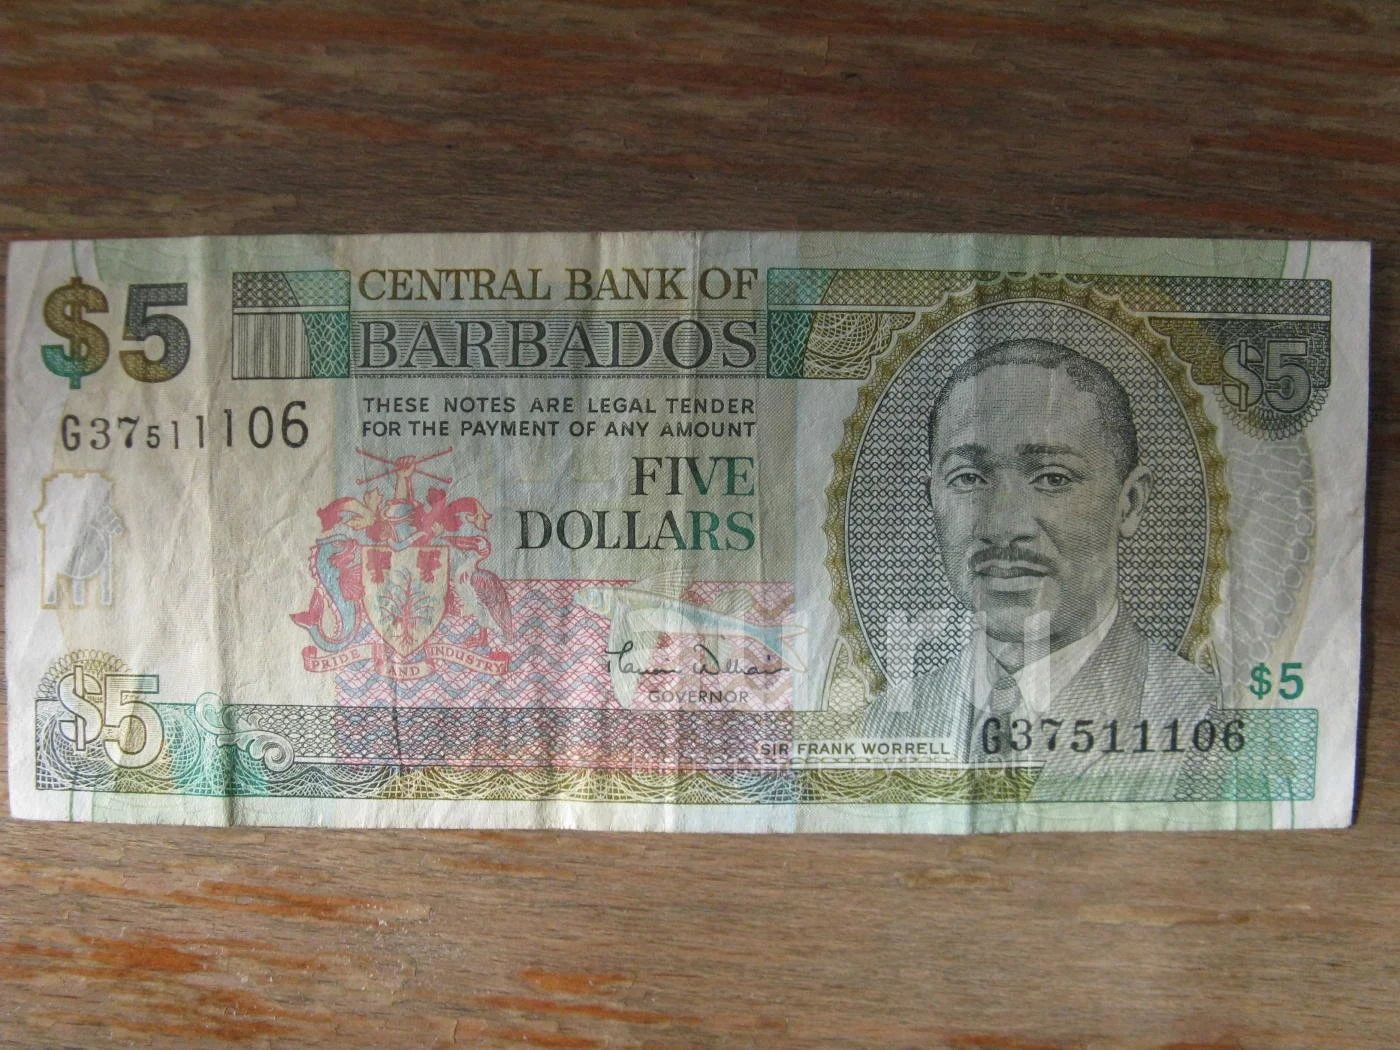 CENTRAL BANK OF
BARBADOS
$5
$5
G37511106
THESE NOTES ARE LEGAL TENDER
FOR THE PAYMENT OF ANY AMOUNT
FIVE
DOLLARS
PRIDE AND INDUSTRY
GOVERNOR
$5
$5
SIR FRANK WORRELL
G37511106
ru